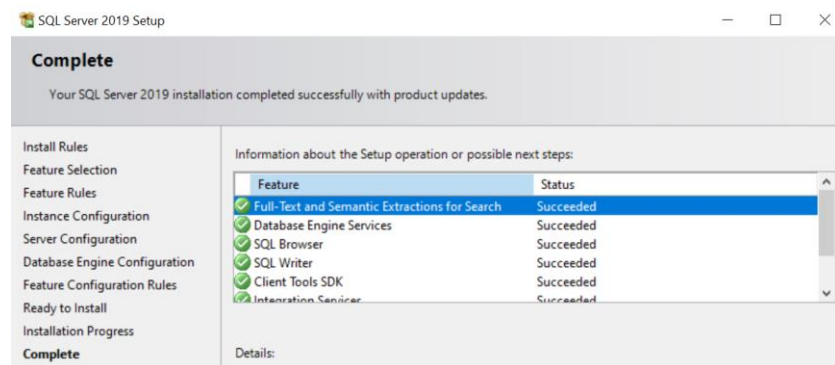 SQL Server 2019 Setup
Complete
Your SQL Server 2019 installation completed successfully with product updates.
Install Rules
Feature Selection
Feature Rules
Instance Configuration
Server Configuration
Database Engine Configuration
Feature Configuration Rules
Ready to Install
Installation Progress
Complete
Information about the Setup operation or possible next steps:
Feature Status
Full-Text and Semantic Extractions for Search Succeeded
Database Engine Services Succeeded
SQL Browser Succeeded
SQL Writer Succeeded
Client Tools SDK Succeeded
Integration Services Succeeded
Details: